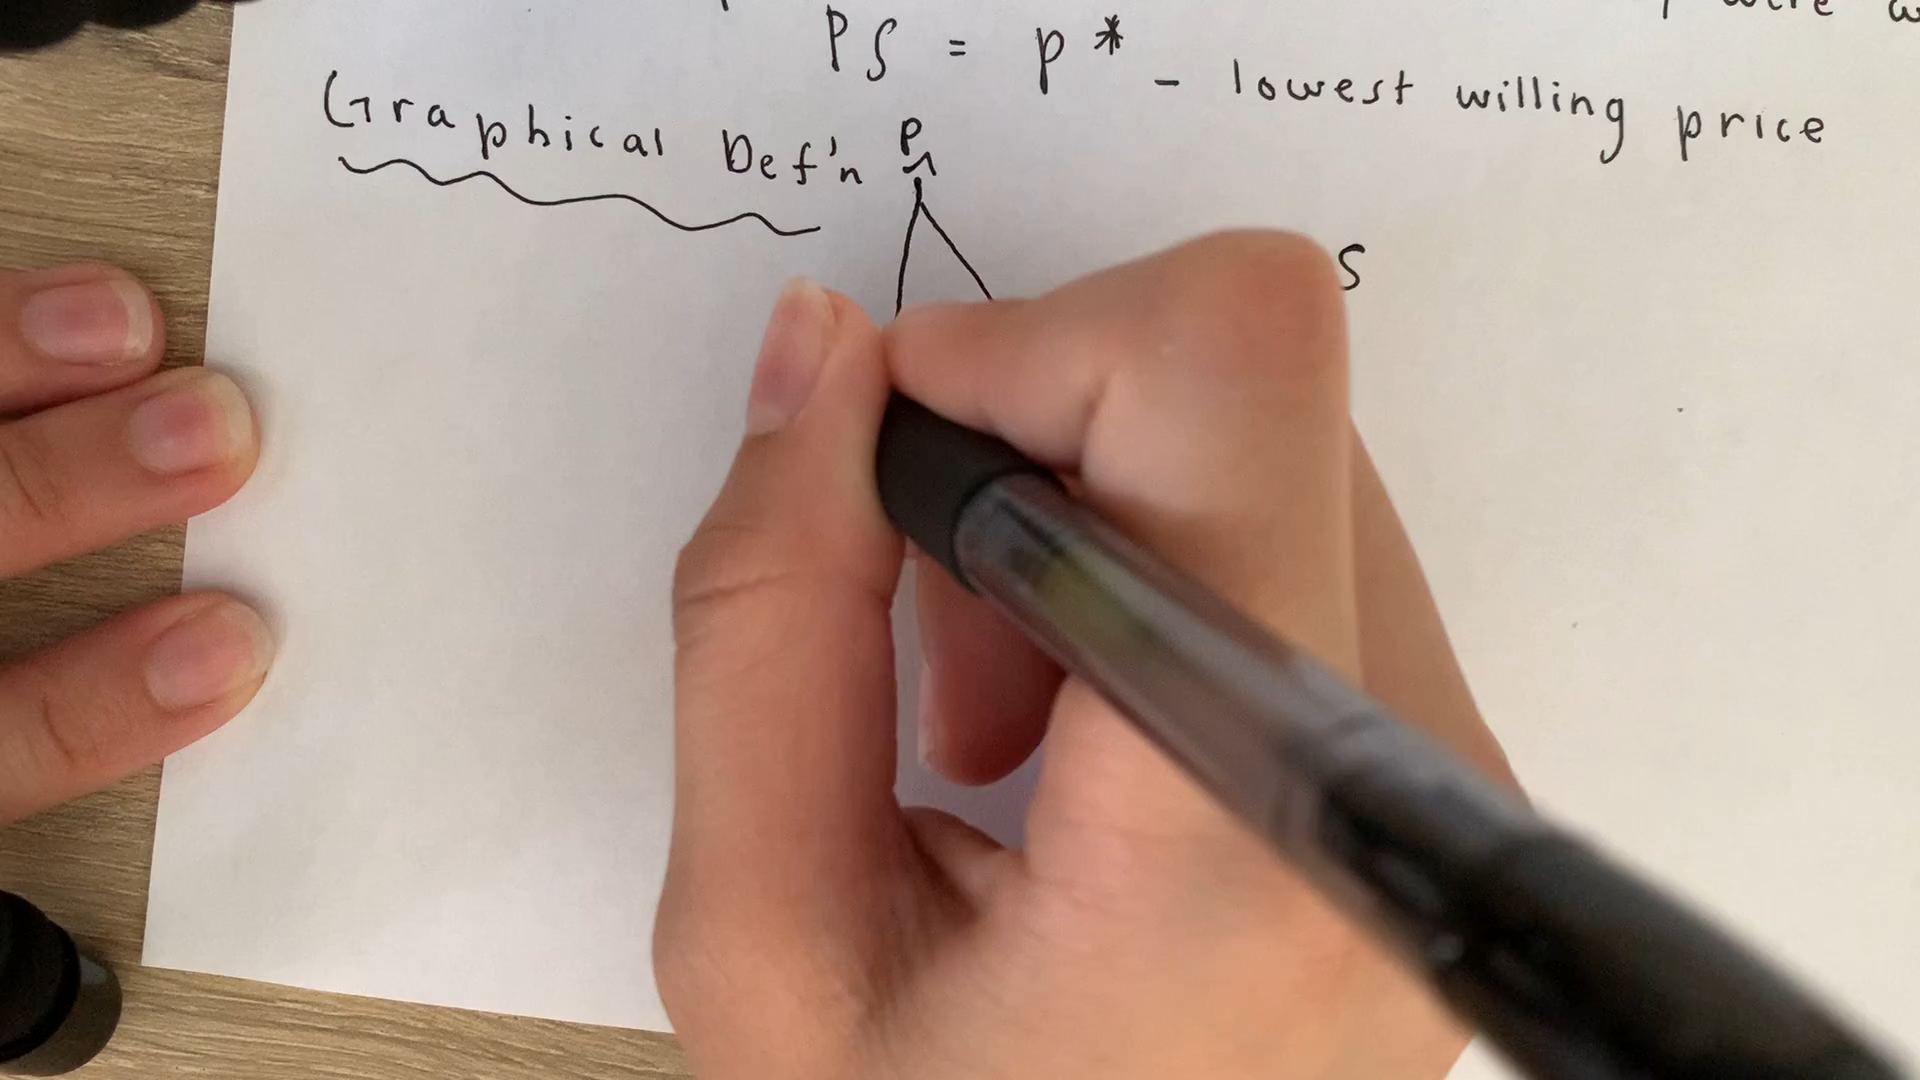 PS = p* - lowest willing price
Graphical Def'n
P
S